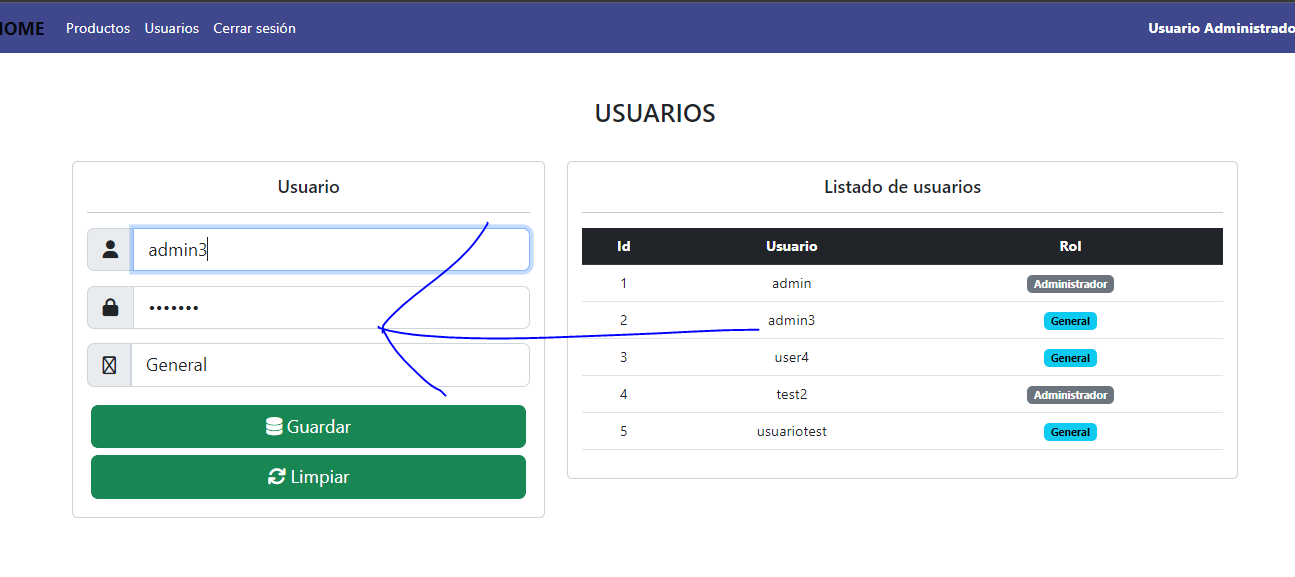 HOME Productos Usuarios Cerrar sesión Usuario Administrado
USUARIOS
Usuario
admin3
•••••••
General
Guardar
Limpiar
Listado de usuarios
Id Usuario Rol
1 admin Administrador
2 admin3 General
3 user4 General
4 test2 Administrador
5 usuariotest General